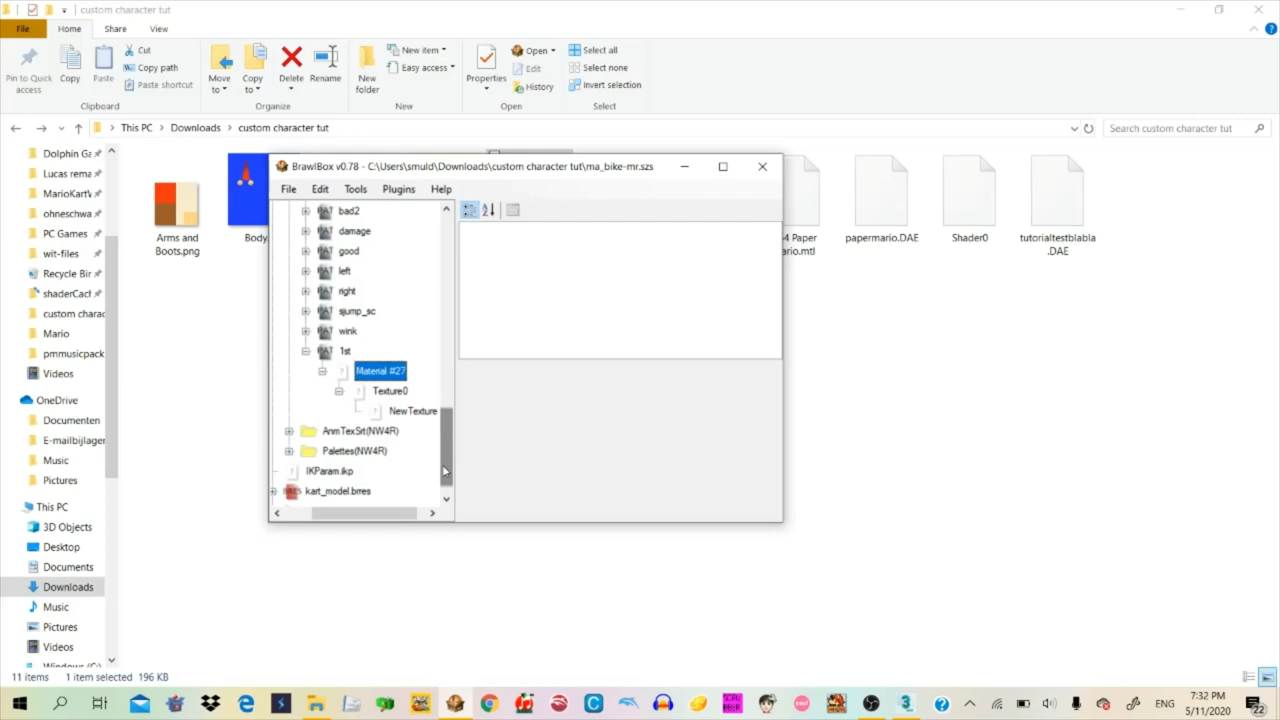 custom character tut
File
Home
Share
View
Pin to Quick access
Copy
Paste
Cut
Copy path
Paste shortcut
Clipboard
Move to
Copy to
Delete
Rename
Organize
New folder
New item
Easy access
New
Properties
Open
Edit
History
Open
Select all
Select none
Invert selection
Select
This PC > Downloads > custom character tut
Search custom character tut
Dolphin Ga
Lucas rema
MarioKartW
ohneschwa
PC Games
wit-files
Recycle Bin
shaderCach
custom charac
Mario
pmmusicpack
Videos
OneDrive
Documenten
E-mailbijlagen
Music
Pictures
This PC
3D Objects
Desktop
Documents
Downloads
Music
Pictures
Videos
Windows (C:)
Arms and Boots.png
Body.
BrawlBox v0.78 - C:\Users\smuld\Downloads\custom character tut\ma_bike-mr.szs
File Edit Tools Plugins Help
bad2
damage
good
left
right
sjump_sc
wink
1st
Material #27
Texture0
NewTexture
AnmTexSrt(NW4R)
Palettes(NW4R)
IKParam.ikp
kart_model.brres
4 Paper
ario.mtl
papermario.DAE
Shader0
tutorialtestblabla.DAE
11 items 1 item selected 196 KB
ENG
7:32 PM
5/11/2020
22